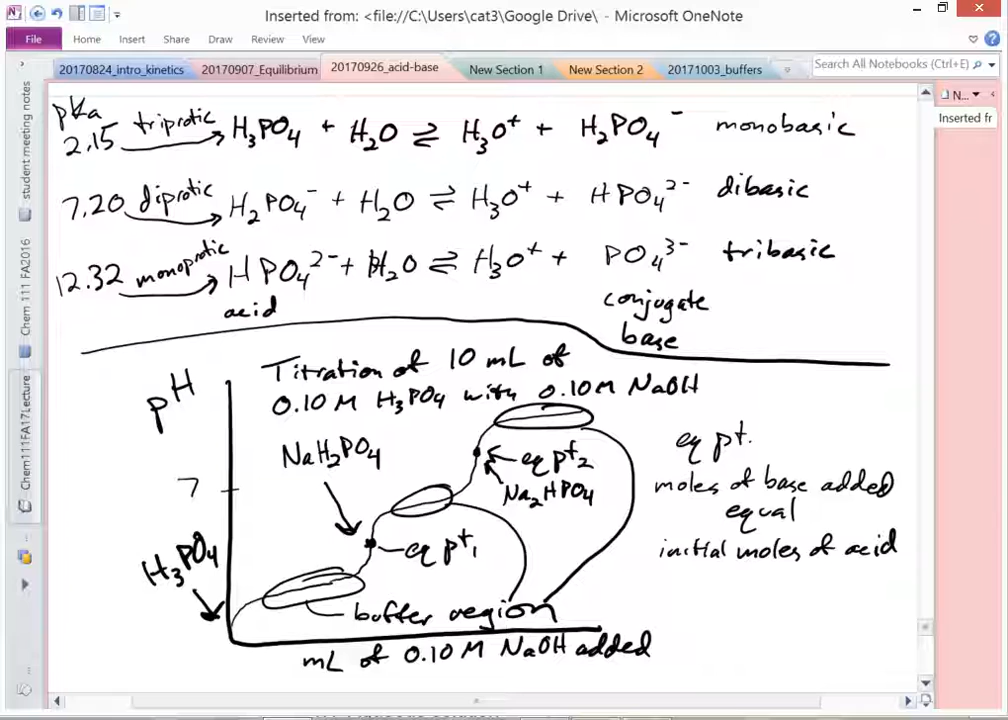 Inserted from: <file://C:\Users\cat3\Google Drive\ - Microsoft OneNote
File Home Insert Share Draw Review View
20170824_intro_kinetics 20170907_Equilibrium 20170926_acid-base New Section 1 New Section 2 20171003_buffers Search All Notebooks (Ctrl+E)
N...
Inserted fr
student meeting notes
Chem 111 FA2016
Chem111FA17Lecture
pKa
2.15 triprotic H₃PO₄ + H₂O ⇌ H₃O⁺ + H₂PO₄⁻ monobasic
7.20 diprotic H₂PO₄⁻ + H₂O ⇌ H₃O⁺ + HPO₄²⁻ dibasic
12.32 monoprotic HPO₄²⁻ + H₂O ⇌ H₃O⁺ + PO₄³⁻ tribasic
acid conjugate
base
Titration of 10 mL of
0.10 M H₃PO₄ with 0.10 M NaOH
pH
NaH₂PO₄
eq pt₂
Na₂HPO₄
7
eq pt₁
H₃PO₄
buffer region
mL of 0.10 M NaOH added
eq pt.
moles of base added
equal
initial moles of acid